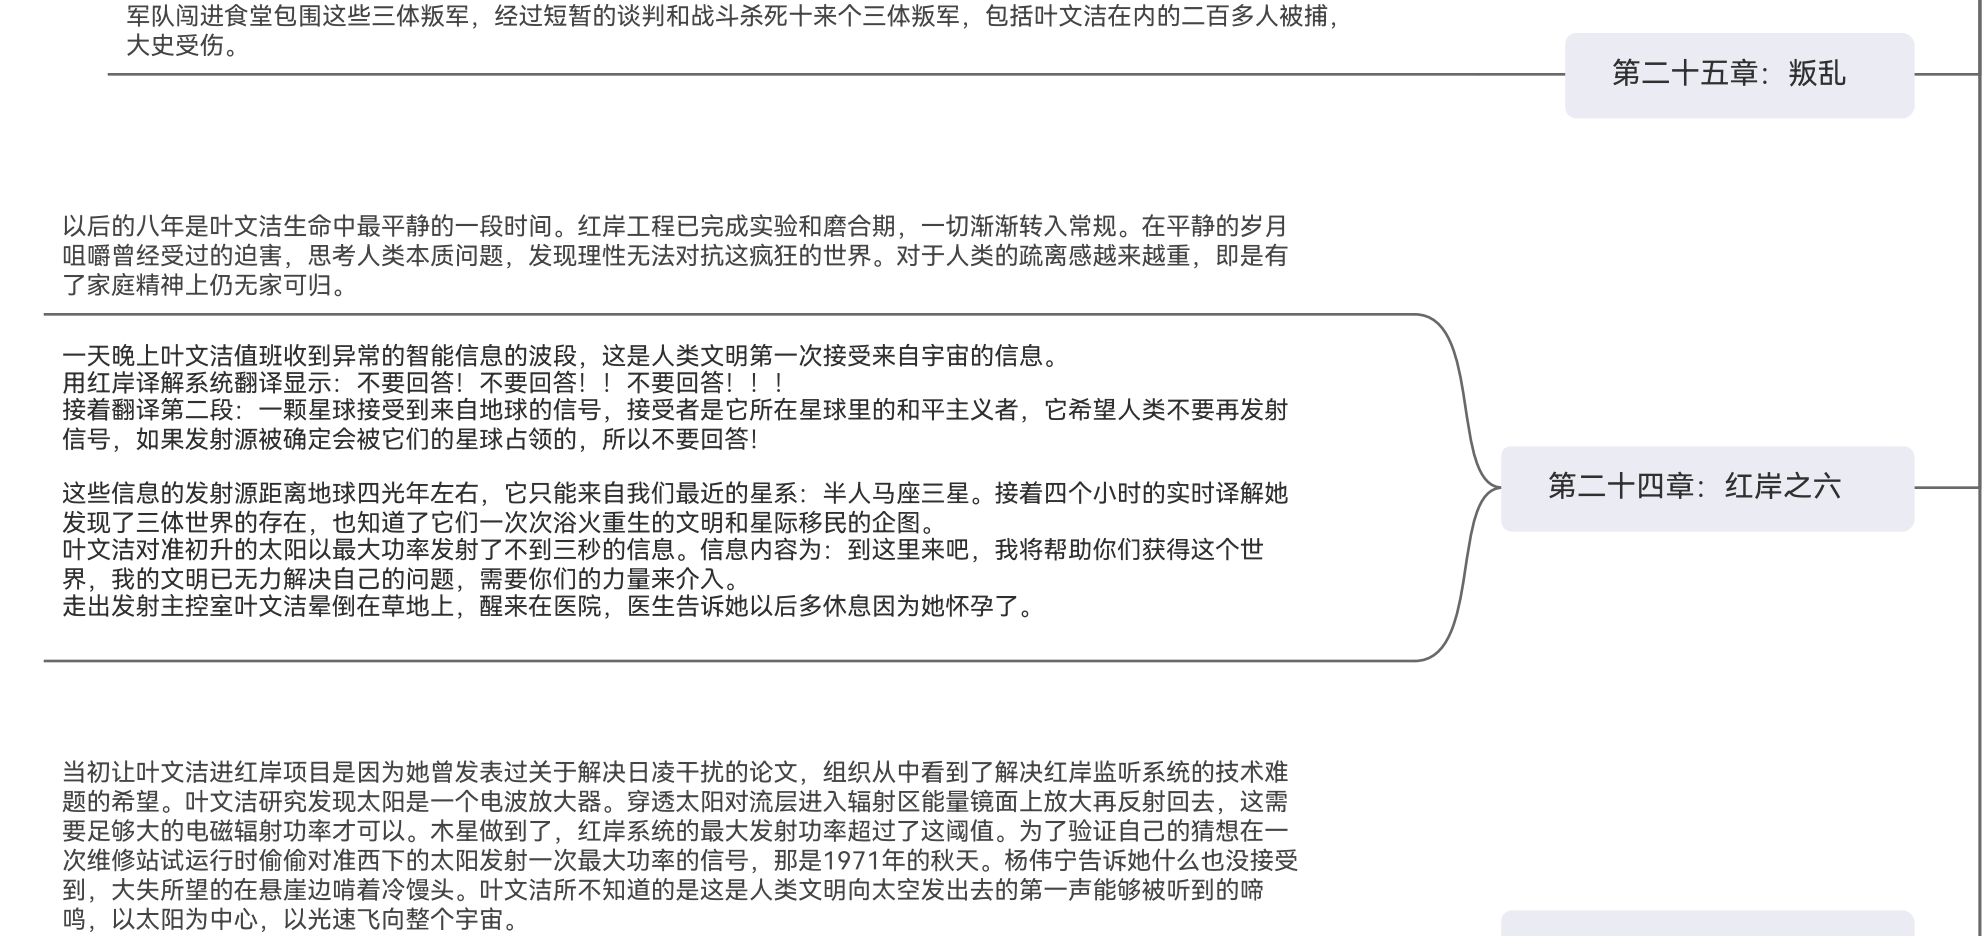 军队闯进食堂包围这些三体叛军，经过短暂的谈判和战斗杀死十来个三体叛军，包括叶文洁在内的二百多人被捕，
大史受伤。
第二十五章：叛乱
以后的八年是叶文洁生命中最平静的一段时间。红岸工程已完成实验和磨合期，一切渐渐转入常规。在平静的岁月
咀嚼曾经受过的迫害，思考人类本质问题，发现理性无法对抗这疯狂的世界。对于人类的疏离感越来越重，即是有
了家庭精神上仍无家可归。
一天晚上叶文洁值班收到异常的智能信息的波段，这是人类文明第一次接受来自宇宙的信息。
用红岸译解系统翻译显示：不要回答！不要回答！！不要回答！！！
接着翻译第二段：一颗星球接受到来自地球的信号，接受者是它所在星球里的和平主义者，它希望人类不要再发射
信号，如果发射源被确定会被它们的星球占领的，所以不要回答！
这些信息的发射源距离地球四光年左右，它只能来自我们最近的星系：半人马座三星。接着四个小时的实时译解她
发现了三体世界的存在，也知道了它们一次次浴火重生的文明和星际移民的企图。
叶文洁对准初升的太阳以最大功率发射了不到三秒的信息。信息内容为：到这里来吧，我将帮助你们获得这个世
界，我的文明已无力解决自己的问题，需要你们的力量来介入。
走出发射主控室叶文洁晕倒在草地上，醒来在医院，医生告诉她以后多休息因为她怀孕了。
第二十四章：红岸之六
当初让叶文洁进红岸项目是因为她曾发表过关于解决日凌干扰的论文，组织从中看到了解决红岸监听系统的技术难
题的希望。叶文洁研究发现太阳是一个电波放大器。穿透太阳对流层进入辐射区能量镜面上放大再反射回去，这需
要足够大的电磁辐射功率才可以。木星做到了，红岸系统的最大发射功率超过了这阈值。为了验证自己的猜想在一
次维修站试运行时偷偷对准西下的太阳发射一次最大功率的信号，那是1971年的秋天。杨伟宁告诉她什么也没接受
到，大失所望的在悬崖边啃着冷馒头。叶文洁所不知道的是这是人类文明向太空发出去的第一声能够被听到的啼
鸣，以太阳为中心，以光速飞向整个宇宙。